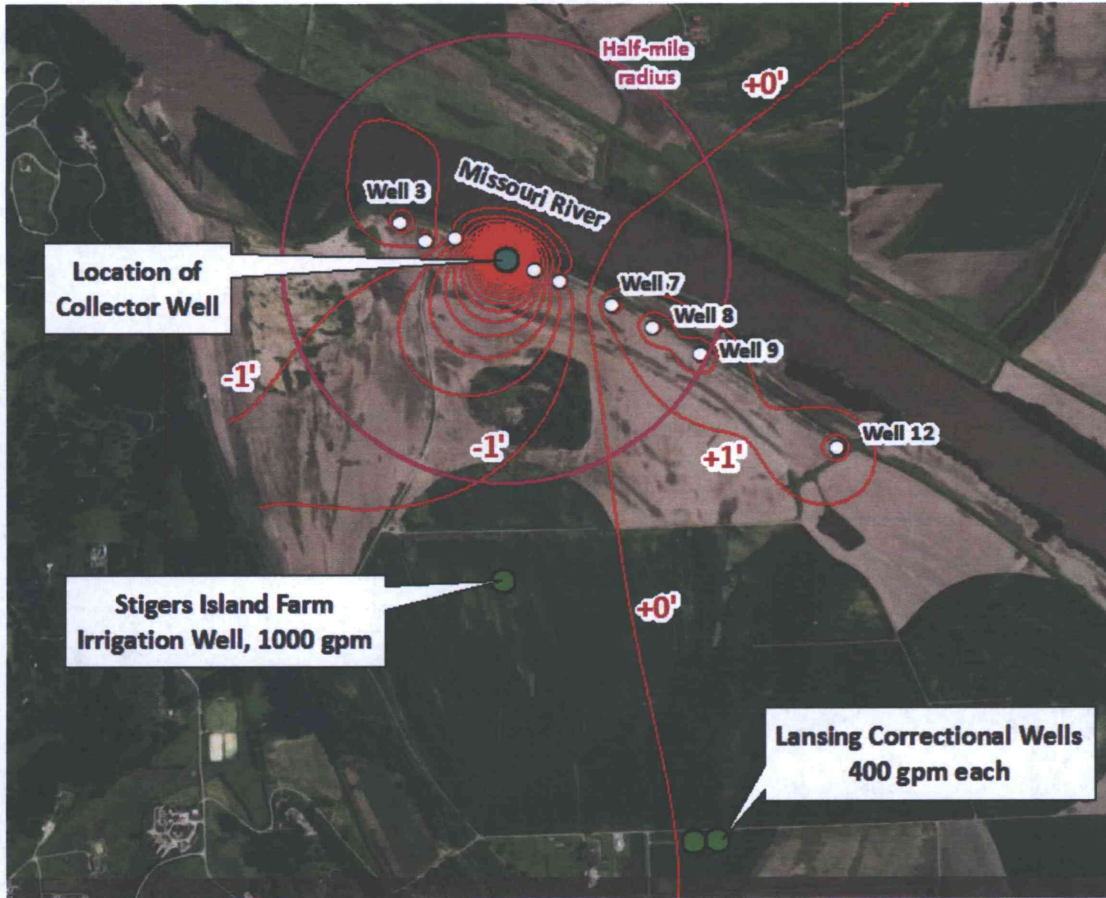 Half-mile
radius
+0'
Well 3
Missouri River
Location of
Collector Well
Well 7
Well 8
Well 9
-1'
-1'
+1'
Well 12
Stigers Island Farm
Irrigation Well, 1000 gpm
+0'
Lansing Correctional Wells
400 gpm each